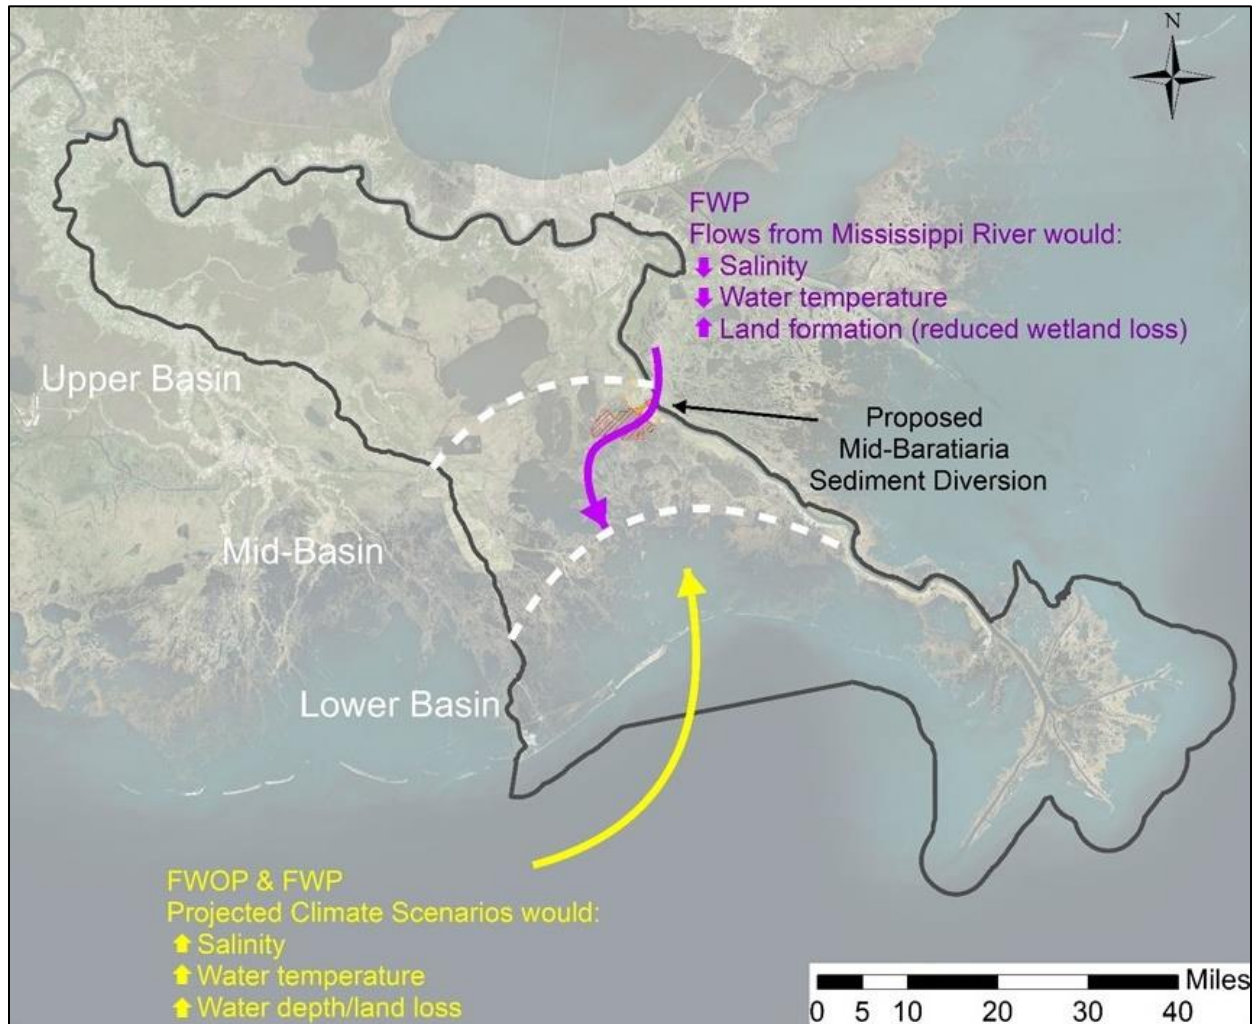 N
FWP
Flows from Mississippi River would:
⬇ Salinity
⬇ Water temperature
⬆ Land formation (reduced wetland loss)
Upper Basin
Proposed
Mid-Baratiaria
Sediment Diversion
Mid-Basin
Lower Basin
FWOP & FWP
Projected Climate Scenarios would:
⬆ Salinity
⬆ Water temperature
⬆ Water depth/land loss
Miles
0 5 10 20 30 40